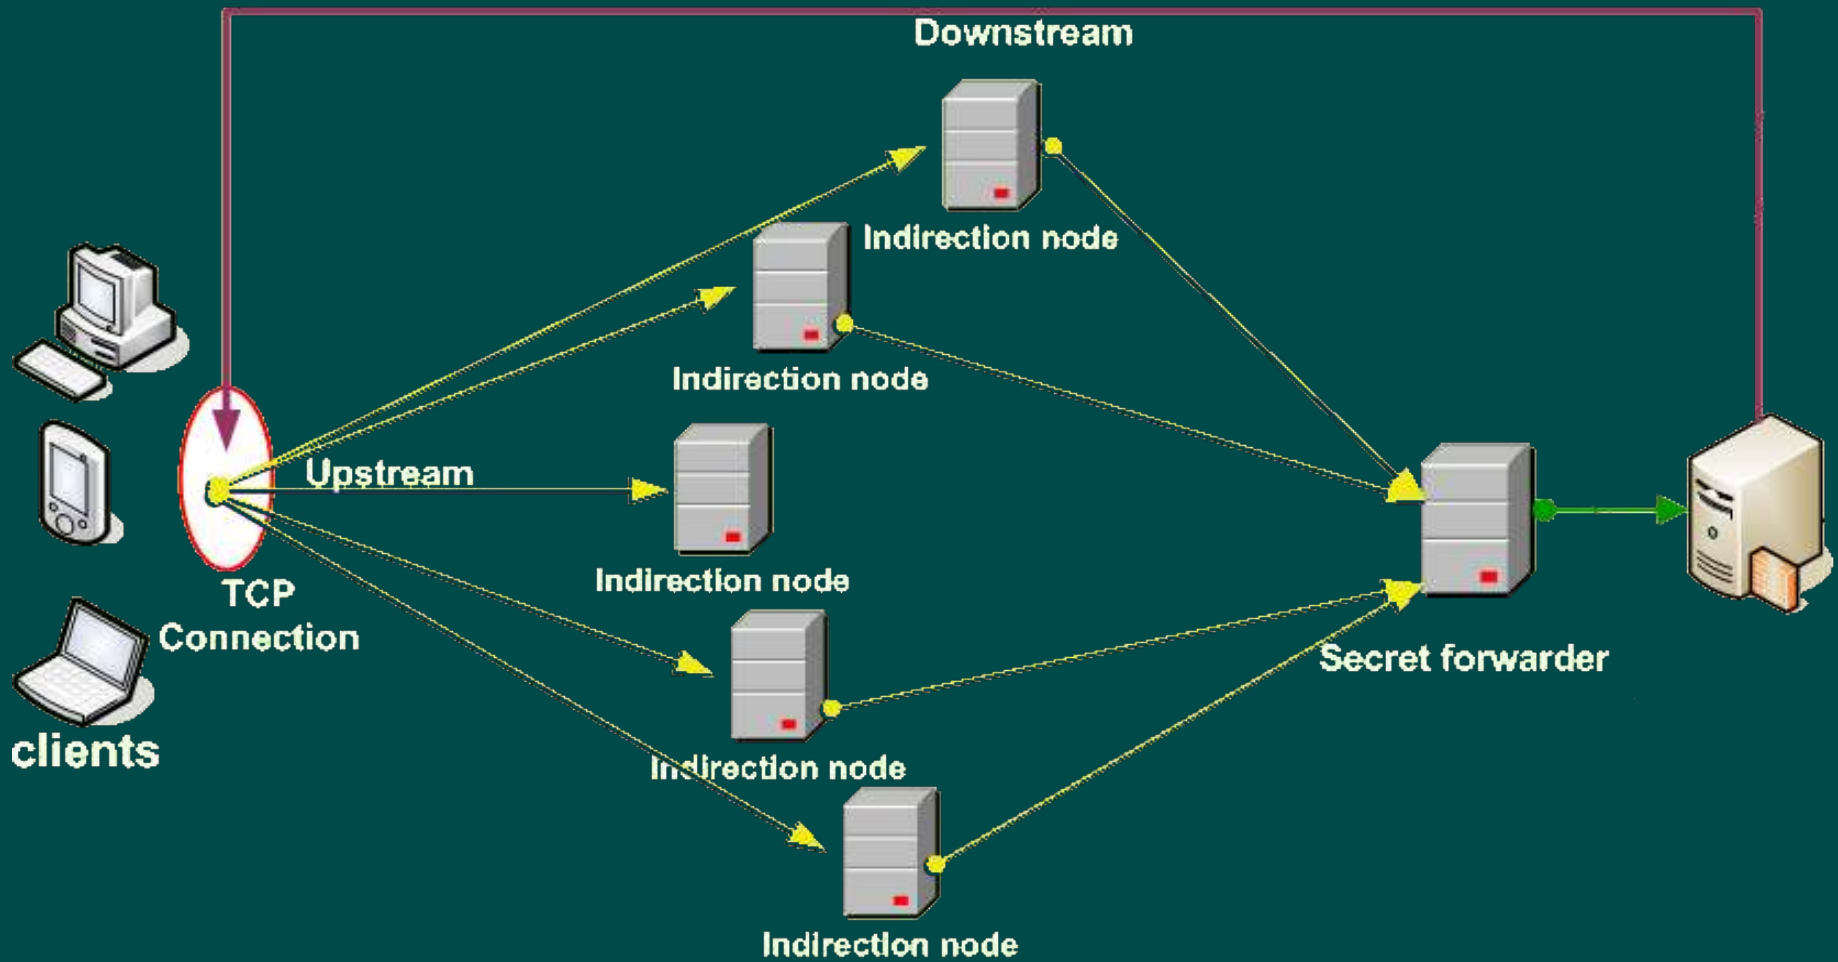 Downstream
Indirection node
Indirection node
Upstream
Indirection node
TCP
Connection
Secret forwarder
clients
Indirection node
Indirection node